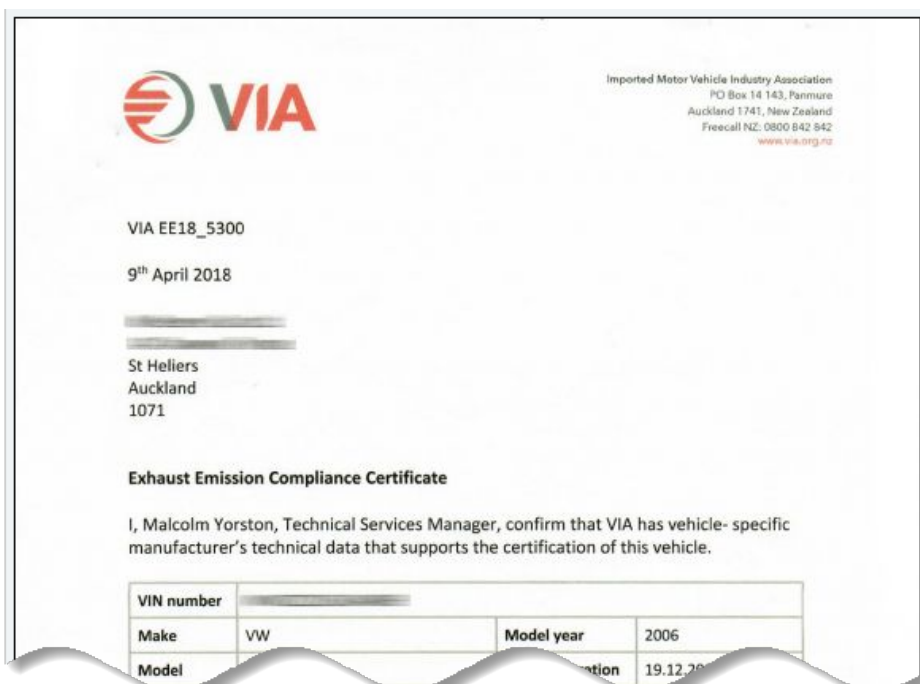 VIA
Imported Motor Vehicle Industry Association
PO Box 14 143, Panmure
Auckland 1741, New Zealand
Freecall NZ: 0800 842 842
www.via.org.nz
VIA EE18_5300
9th April 2018
St Heliers
Auckland
1071
Exhaust Emission Compliance Certificate
I, Malcolm Yorston, Technical Services Manager, confirm that VIA has vehicle- specific
manufacturer's technical data that supports the certification of this vehicle.
VIN number
Make VW Model year 2006
Model 19.12.20